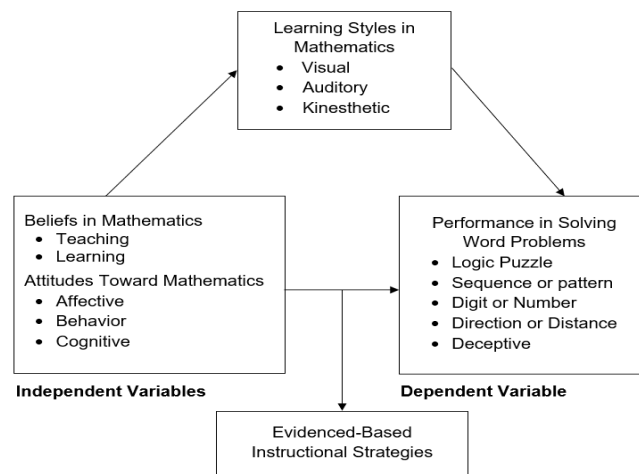 Learning Styles in
Mathematics
• Visual
• Auditory
• Kinesthetic
Beliefs in Mathematics
• Teaching
• Learning
Attitudes Toward Mathematics
• Affective
• Behavior
• Cognitive
Independent Variables
Performance in Solving
Word Problems
• Logic Puzzle
• Sequence or pattern
• Digit or Number
• Direction or Distance
• Deceptive
Dependent Variable
Evidenced-Based
Instructional Strategies